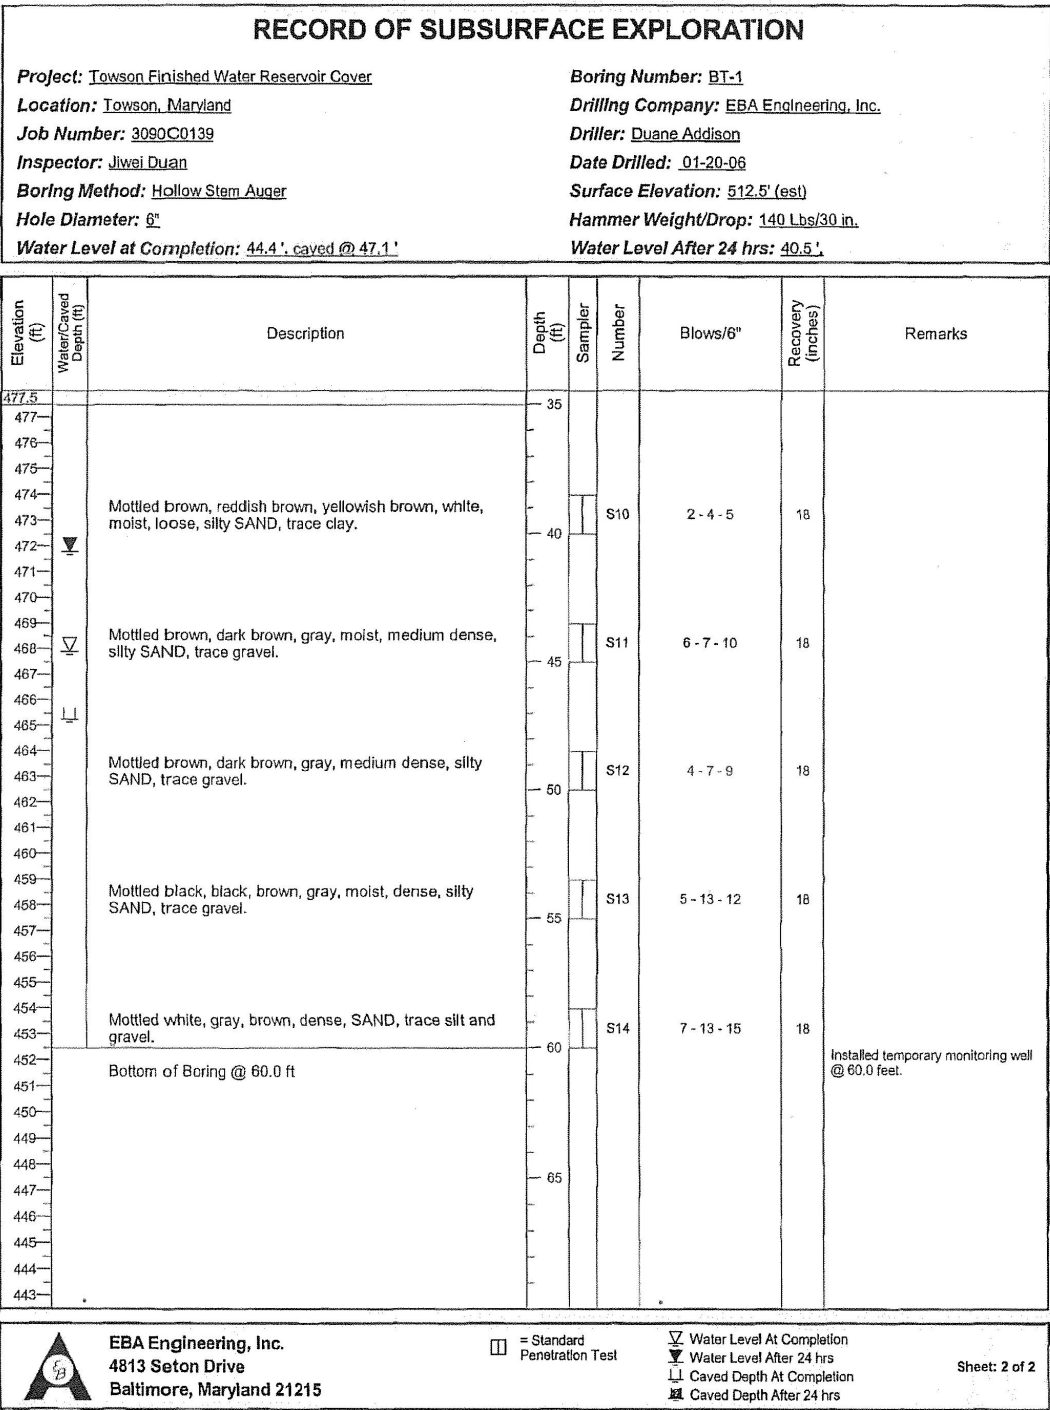 RECORD OF SUBSURFACE EXPLORATION
Project: Towson Finished Water Reservoir Cover
Boring Number: BT-1
Location: Towson, Maryland
Drilling Company: EBA Engineering, Inc.
Job Number: 3090C0139
Driller: Duane Addison
Inspector: Jiwei Duan
Date Drilled: 01-20-06
Boring Method: Hollow Stem Auger
Surface Elevation: 512.5' (est)
Hole Diameter: 6"
Hammer Weight/Drop: 140 Lbs/30 in.
Water Level at Completion: 44.4 ', caved @ 47.1 '
Water Level After 24 hrs: 40.5 ',
Elevation (ft)
Water/Caved Depth (ft)
Description
Depth (ft)
Sampler
Number
Blows/6"
Recovery (inches)
Remarks
477.5
35
477
476
475
474
Mottled brown, reddish brown, yellowish brown, white,
moist, loose, silty SAND, trace clay.
S10
2 - 4 - 5
18
473
40
472
471
470
469
Mottled brown, dark brown, gray, moist, medium dense,
silty SAND, trace gravel.
S11
6 - 7 - 10
18
468
45
467
466
465
464
Mottled brown, dark brown, gray, medium dense, silty
SAND, trace gravel.
S12
4 - 7 - 9
18
463
50
462
461
460
459
Mottled black, black, brown, gray, moist, dense, silty
SAND, trace gravel.
S13
5 - 13 - 12
18
458
55
457
456
455
454
Mottled white, gray, brown, dense, SAND, trace silt and
gravel.
S14
7 - 13 - 15
18
453
60
452
Installed temporary monitoring well
@ 60.0 feet.
Bottom of Boring @ 60.0 ft
451
450
449
448
65
447
446
445
444
443
EB
EBA Engineering, Inc.
4813 Seton Drive
Baltimore, Maryland 21215
= Standard
Penetration Test
Water Level At Completion
Water Level After 24 hrs
Caved Depth At Completion
Caved Depth After 24 hrs
Sheet: 2 of 2